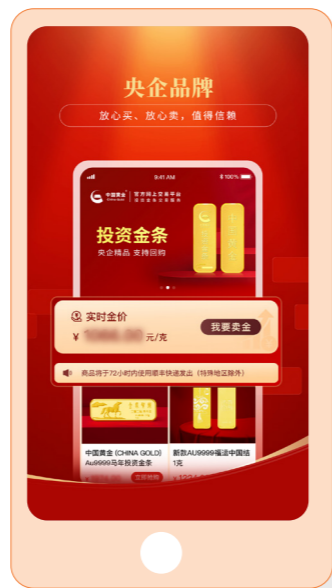 央企品牌
放心买、放心卖，值得信赖
9:41 AM
100%
中国黄金
CHINA GOLD
官方网上交易平台
投资金条
央企精品 支持回购
实时金价
我要卖金
¥
元/克
商品将于72小时内使用顺丰快递发出（特殊地区除外）
中国黄金 (CHINA GOLD)
Au9999马年投资金条
新款AU9999福运中国结
1克